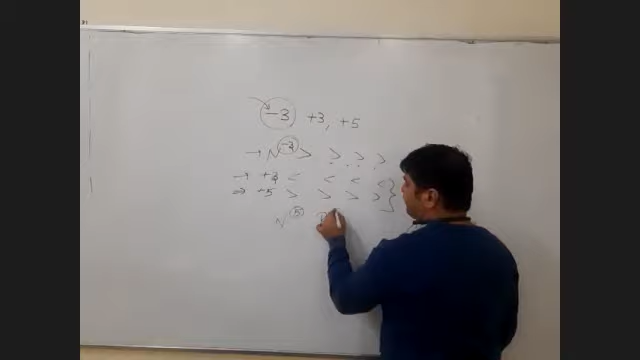 → -3 +3, +5
→ N -3 > > > >
→ +3 < < < < }
→ +5 > > > >
N 5